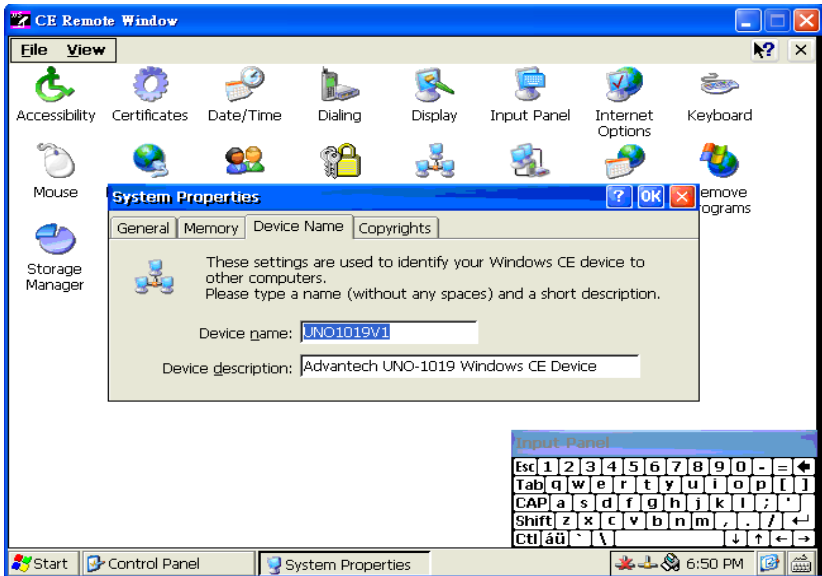 CE Remote Window
File View
Accessibility Certificates Date/Time Dialing Display Input Panel Internet Options Keyboard
Mouse
Storage Manager
System Properties ? OK
General Memory Device Name Copyrights
These settings are used to identify your Windows CE device to
other computers.
Please type a name (without any spaces) and a short description.
Device name: UNO1019V1
Device description: Advantech UNO-1019 Windows CE Device
Input Panel
Esc 1 2 3 4 5 6 7 8 9 0 - =
Tab q w e r t y u i o p [ ]
CAP a s d f g h j k l ; '
Shift z x c v b n m , . /
Ctl áü ` \
Start Control Panel System Properties 6:50 PM